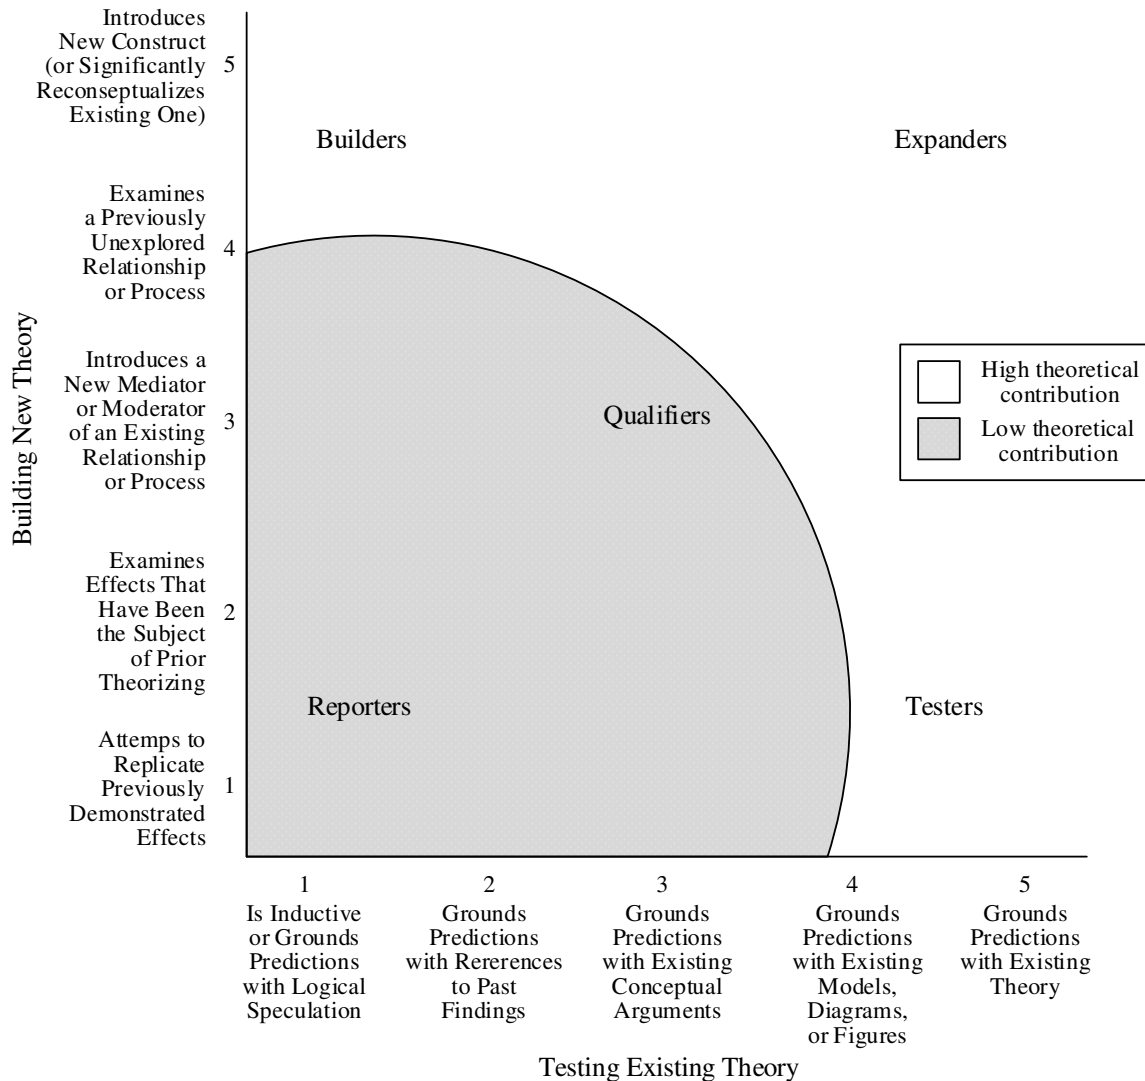 Introduces
New Construct
(or Significantly
Reconseptualizes
Existing One)
5
Builders
Expanders
Examines
a Previously
Unexplored
Relationship
or Process
4
Building New Theory
Introduces a
New Mediator
or Moderator
of an Existing
Relationship
or Process
3
Qualifiers
High theoretical
contribution
Low theoretical
contribution
Examines
Effects That
Have Been
the Subject
of Prior
Theorizing
2
Reporters
Testers
Attemps to
Replicate
Previously
Demonstrated
Effects
1
1
Is Inductive
or Grounds
Predictions
with Logical
Speculation
2
Grounds
Predictions
with Rererences
to Past
Findings
3
Grounds
Predictions
with Existing
Conceptual
Arguments
4
Grounds
Predictions
with Existing
Models,
Diagrams,
or Figures
5
Grounds
Predictions
with Existing
Theory
Testing Existing Theory